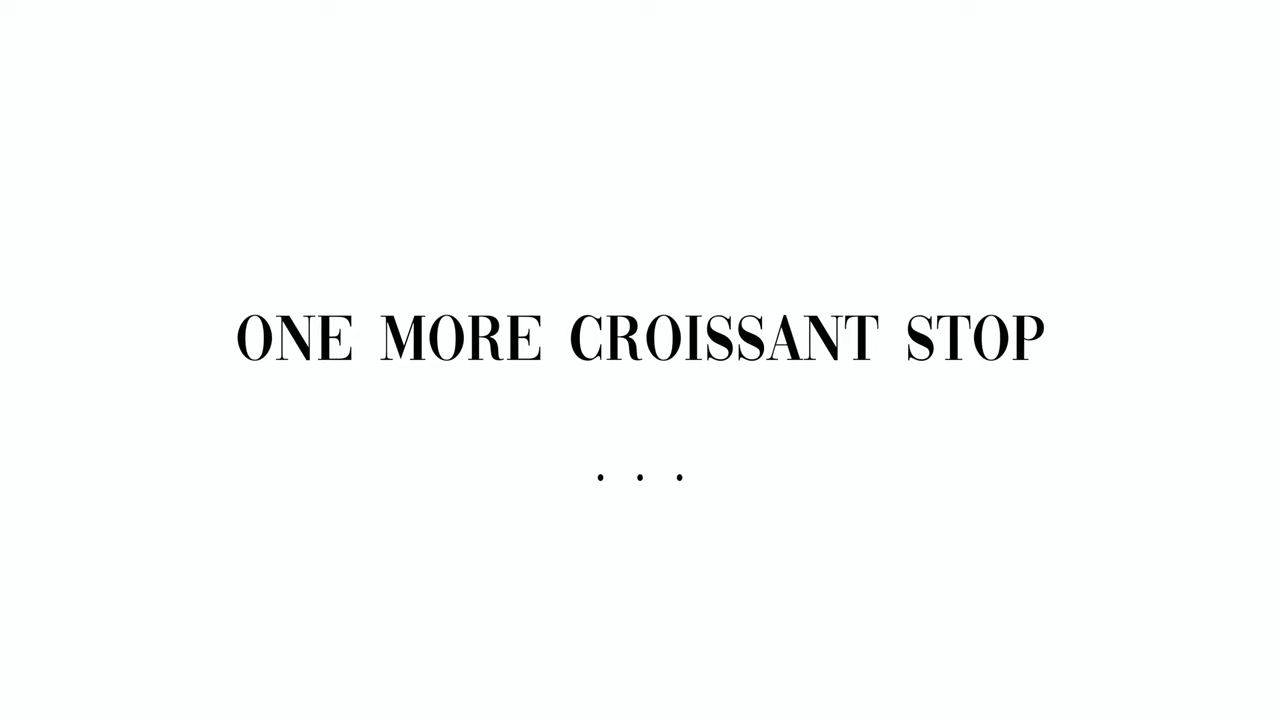 ONE MORE CROISSANT STOP
. . .